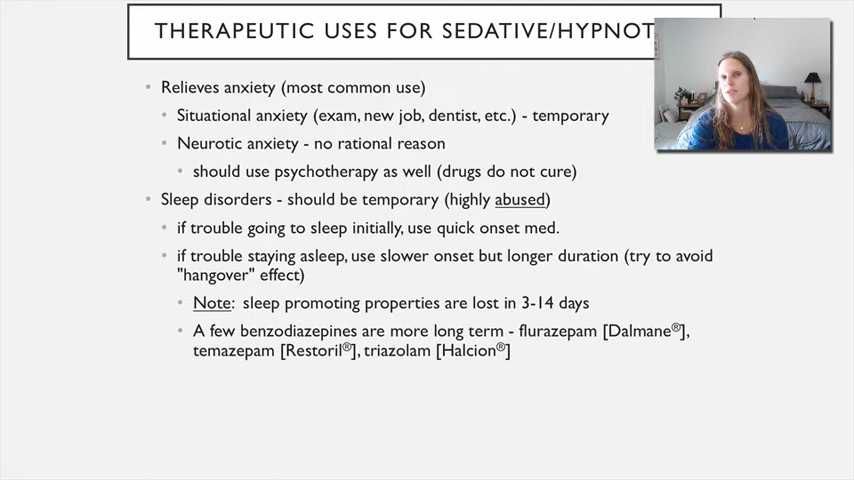 THERAPEUTIC USES FOR SEDATIVE/HYPNOT
• Relieves anxiety (most common use)
• Situational anxiety (exam, new job, dentist, etc.) - temporary
• Neurotic anxiety - no rational reason
• should use psychotherapy as well (drugs do not cure)
• Sleep disorders - should be temporary (highly abused)
• if trouble going to sleep initially, use quick onset med.
• if trouble staying asleep, use slower onset but longer duration (try to avoid
"hangover" effect)
• Note: sleep promoting properties are lost in 3-14 days
• A few benzodiazepines are more long term - flurazepam [Dalmane®],
temazepam [Restoril®], triazolam [Halcion®]